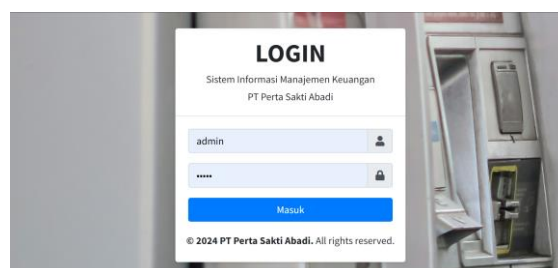 LOGIN
Sistem Informasi Manajemen Keuangan
PT Perta Sakti Abadi
admin
•••••
Masuk
© 2024 PT Perta Sakti Abadi. All rights reserved.